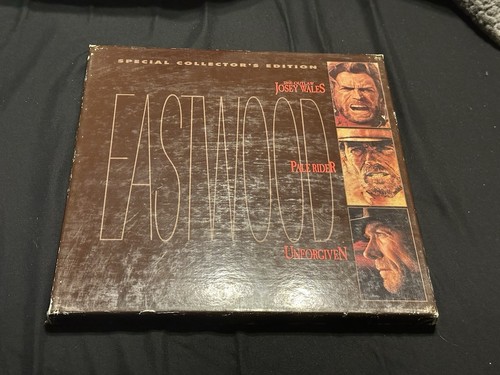 SPECIAL COLLECTOR'S EDITION
THE OUTLAW
JOSEY WALES
EASTWOOD
PALE RIDER
UNFORGIVEN